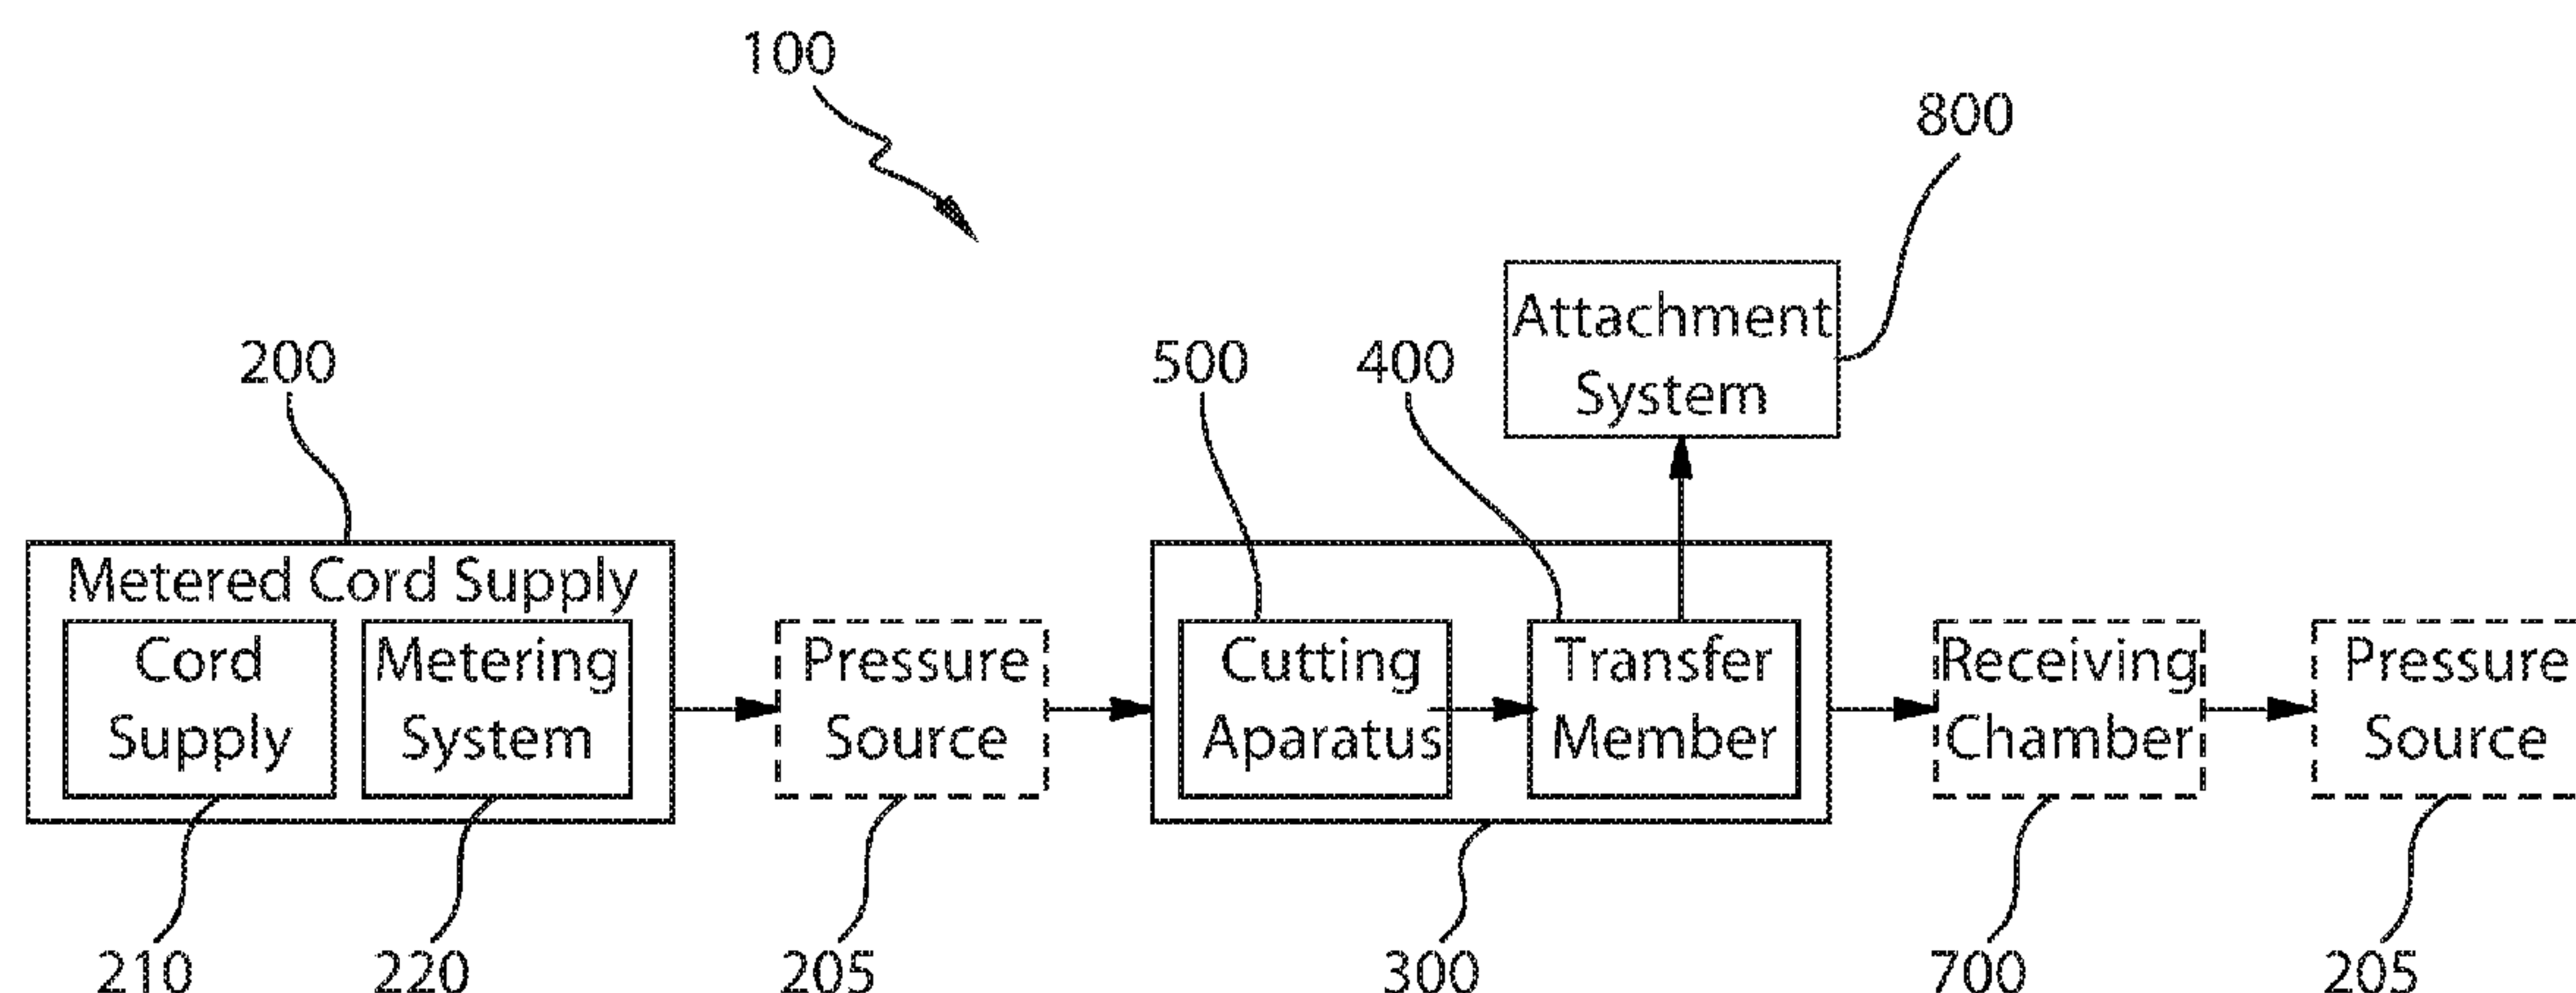 100
800
200
500
400
Attachment
System
Metered Cord Supply
Cord
Supply
Metering
System
Pressure
Source
Cutting
Aparatus
Transfer
Member
Receiving
Chamber
Pressure
Source
210
220
205
300
700
205